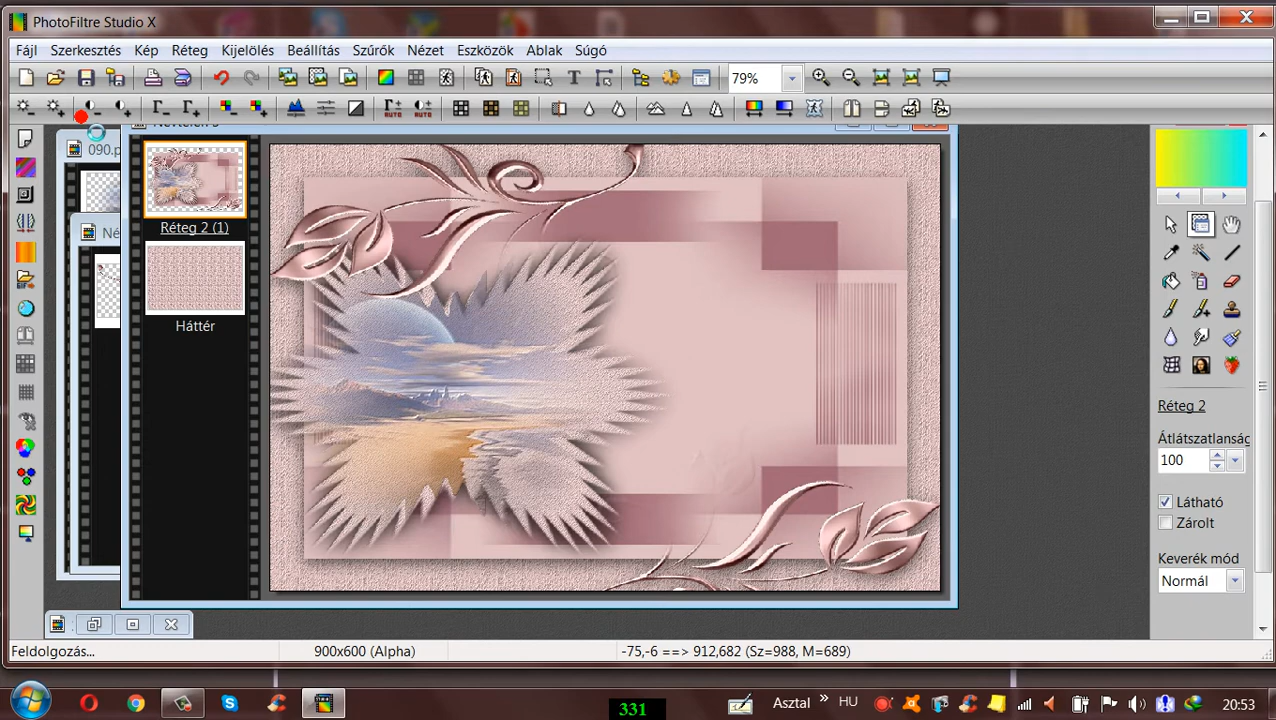 PhotoFiltre Studio X
Fájl Szerkesztés Kép Réteg Kijelölés Beállítás Szűrők Nézet Eszközök Ablak Súgó
79%
090.p
Né
Réteg 2 (1)
Háttér
Réteg 2
Átlátszatlanság
100
Látható
Zárolt
Keverék mód
Normál
Feldolgozás... 900x600 (Alpha) -75,-6 ==> 912,682 (Sz=988, M=689)
331 Asztal » HU 20:53